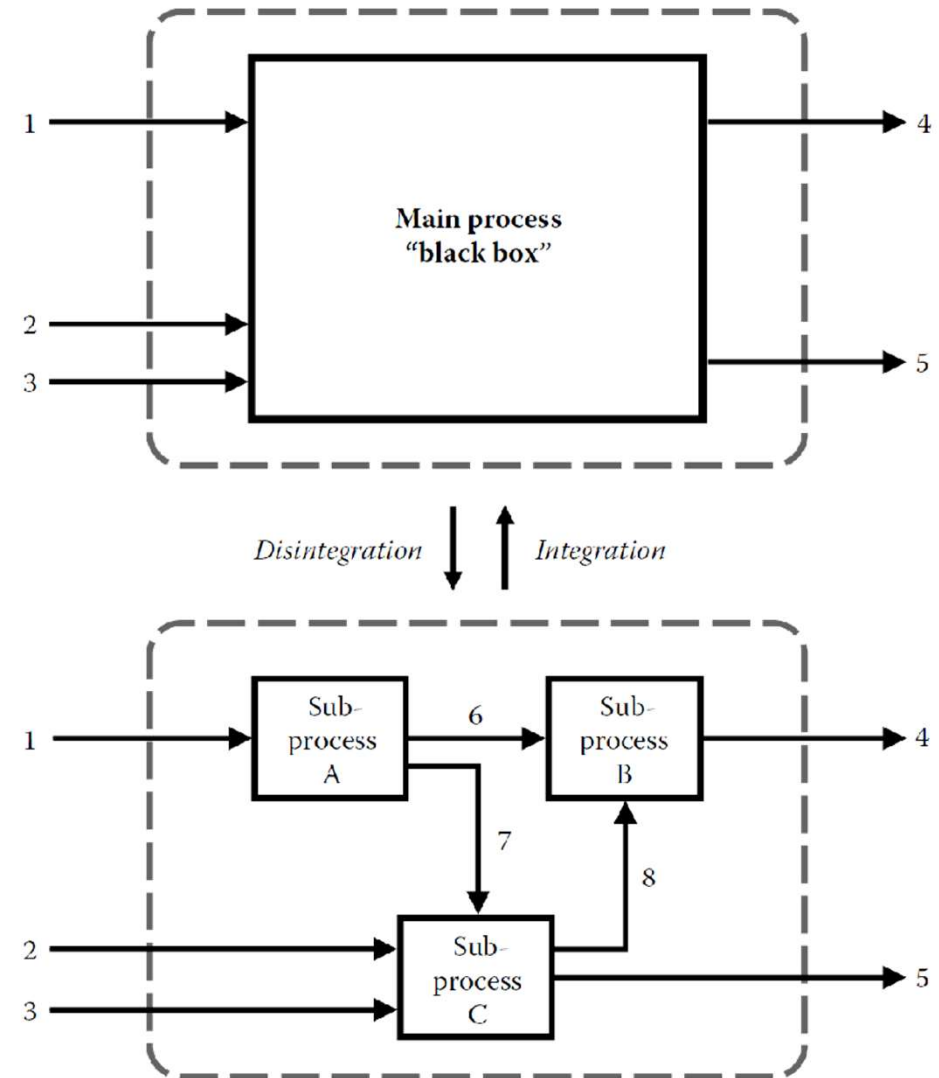 1
4
Main process
“black box”
2
3
5
Disintegration
Integration
Sub-
process
A
6
Sub-
process
B
1
4
7
8
2
3
Sub-
process
C
5